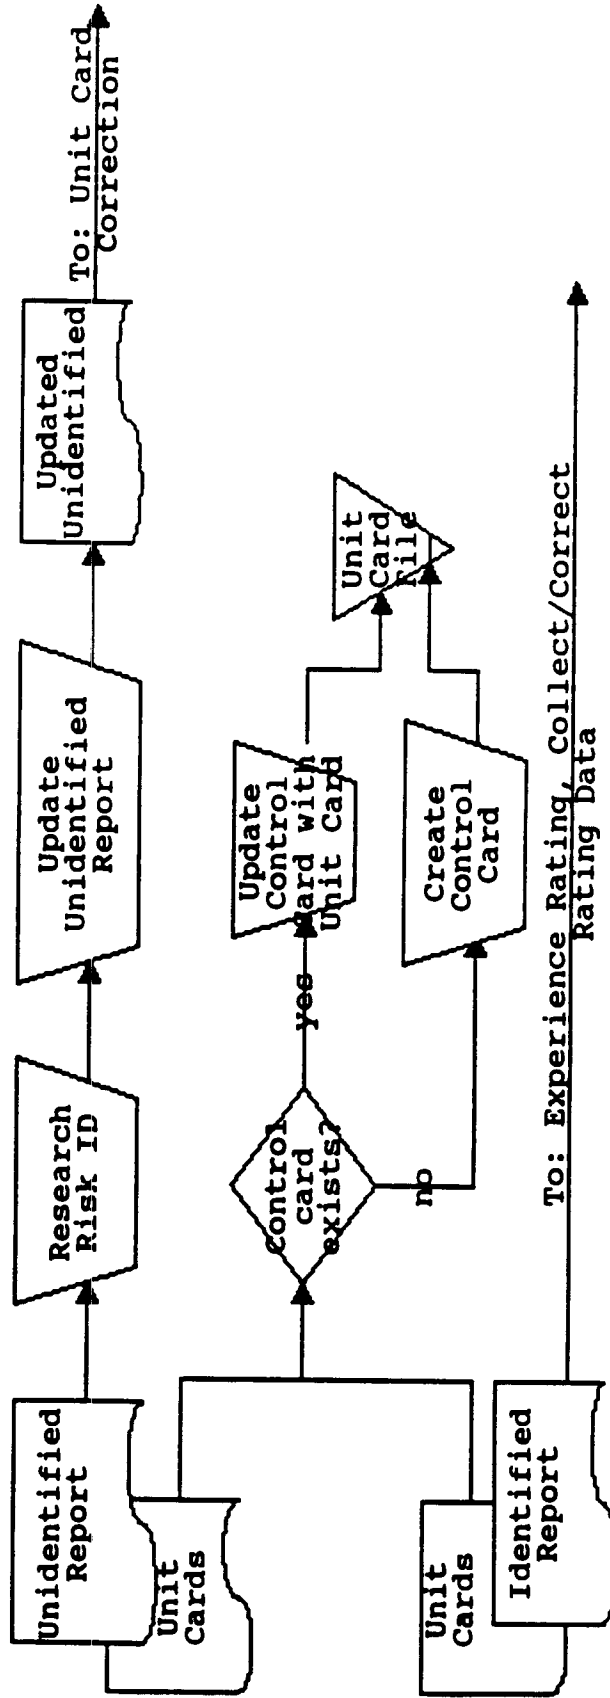 Unidentified
Report
Unit
Cards
Research
Risk ID
Update
Unidentified
Report
Updated
Unidentified
To: Unit Card
Correction
Control
card
exists?
yes
no
Update
Control
Card with
Unit Card
Create
Control
Card
Unit
Card
File
Unit
Cards
Identified
Report
To: Experience Rating, Collect/Correct
Rating Data